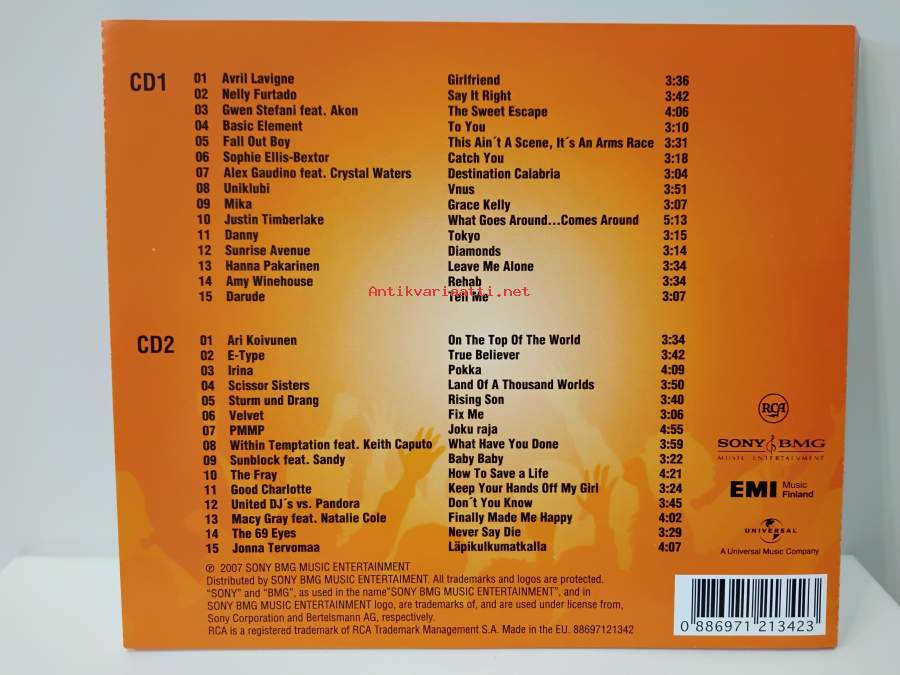 CD1
01 Avril Lavigne Girlfriend 3:36
02 Nelly Furtado Say It Right 3:42
03 Gwen Stefani feat. Akon The Sweet Escape 4:06
04 Basic Element To You 3:10
05 Fall Out Boy This Ain´t A Scene, It´s An Arms Race 3:31
06 Sophie Ellis-Bextor Catch You 3:18
07 Alex Gaudino feat. Crystal Waters Destination Calabria 3:04
08 Uniklubi Vnus 3:51
09 Mika Grace Kelly 3:07
10 Justin Timberlake What Goes Around...Comes Around 5:13
11 Danny Tokyo 3:15
12 Sunrise Avenue Diamonds 3:14
13 Hanna Pakarinen Leave Me Alone 3:34
14 Amy Winehouse Rehab 3:34
Antikvariaatti.net
15 Darude Tell Me 3:07
CD2
01 Ari Koivunen On The Top Of The World 3:34
02 E-Type True Believer 3:42
03 Irina Pokka 4:09
04 Scissor Sisters Land Of A Thousand Worlds 3:50
05 Sturm und Drang Rising Son 3:40
06 Velvet Fix Me 3:06
07 PMMP Joku raja 4:55
08 Within Temptation feat. Keith Caputo What Have You Done 3:59
09 Sunblock feat. Sandy Baby Baby 3:22
10 The Fray How To Save a Life 4:21
11 Good Charlotte Keep Your Hands Off My Girl 3:24
12 United DJ´s vs. Pandora Don´t You Know 3:45
13 Macy Gray feat. Natalie Cole Finally Made Me Happy 4:02
14 The 69 Eyes Never Say Die 3:29
15 Jonna Tervomaa Läpikulkumatkalla 4:07
RCA
SONY BMG
MUSIC ENTERTAINMENT
EMI Music Finland
UNIVERSAL
A Universal Music Company
℗ 2007 SONY BMG MUSIC ENTERTAINMENT
Distributed by SONY BMG MUSIC ENTERTAIMENT. All trademarks and logos are protected.
“SONY” and “BMG”, as used in the name”SONY BMG MUSIC ENTERTAINMENT”, and in
SONY BMG MUSIC ENTERTAINMENT logo, are trademarks of, and are used under license from,
Sony Corporation and Bertelsmann AG, respectively.
RCA is a registered trademark of RCA Trademark Management S.A. Made in the EU. 88697121342
0 886971 213423